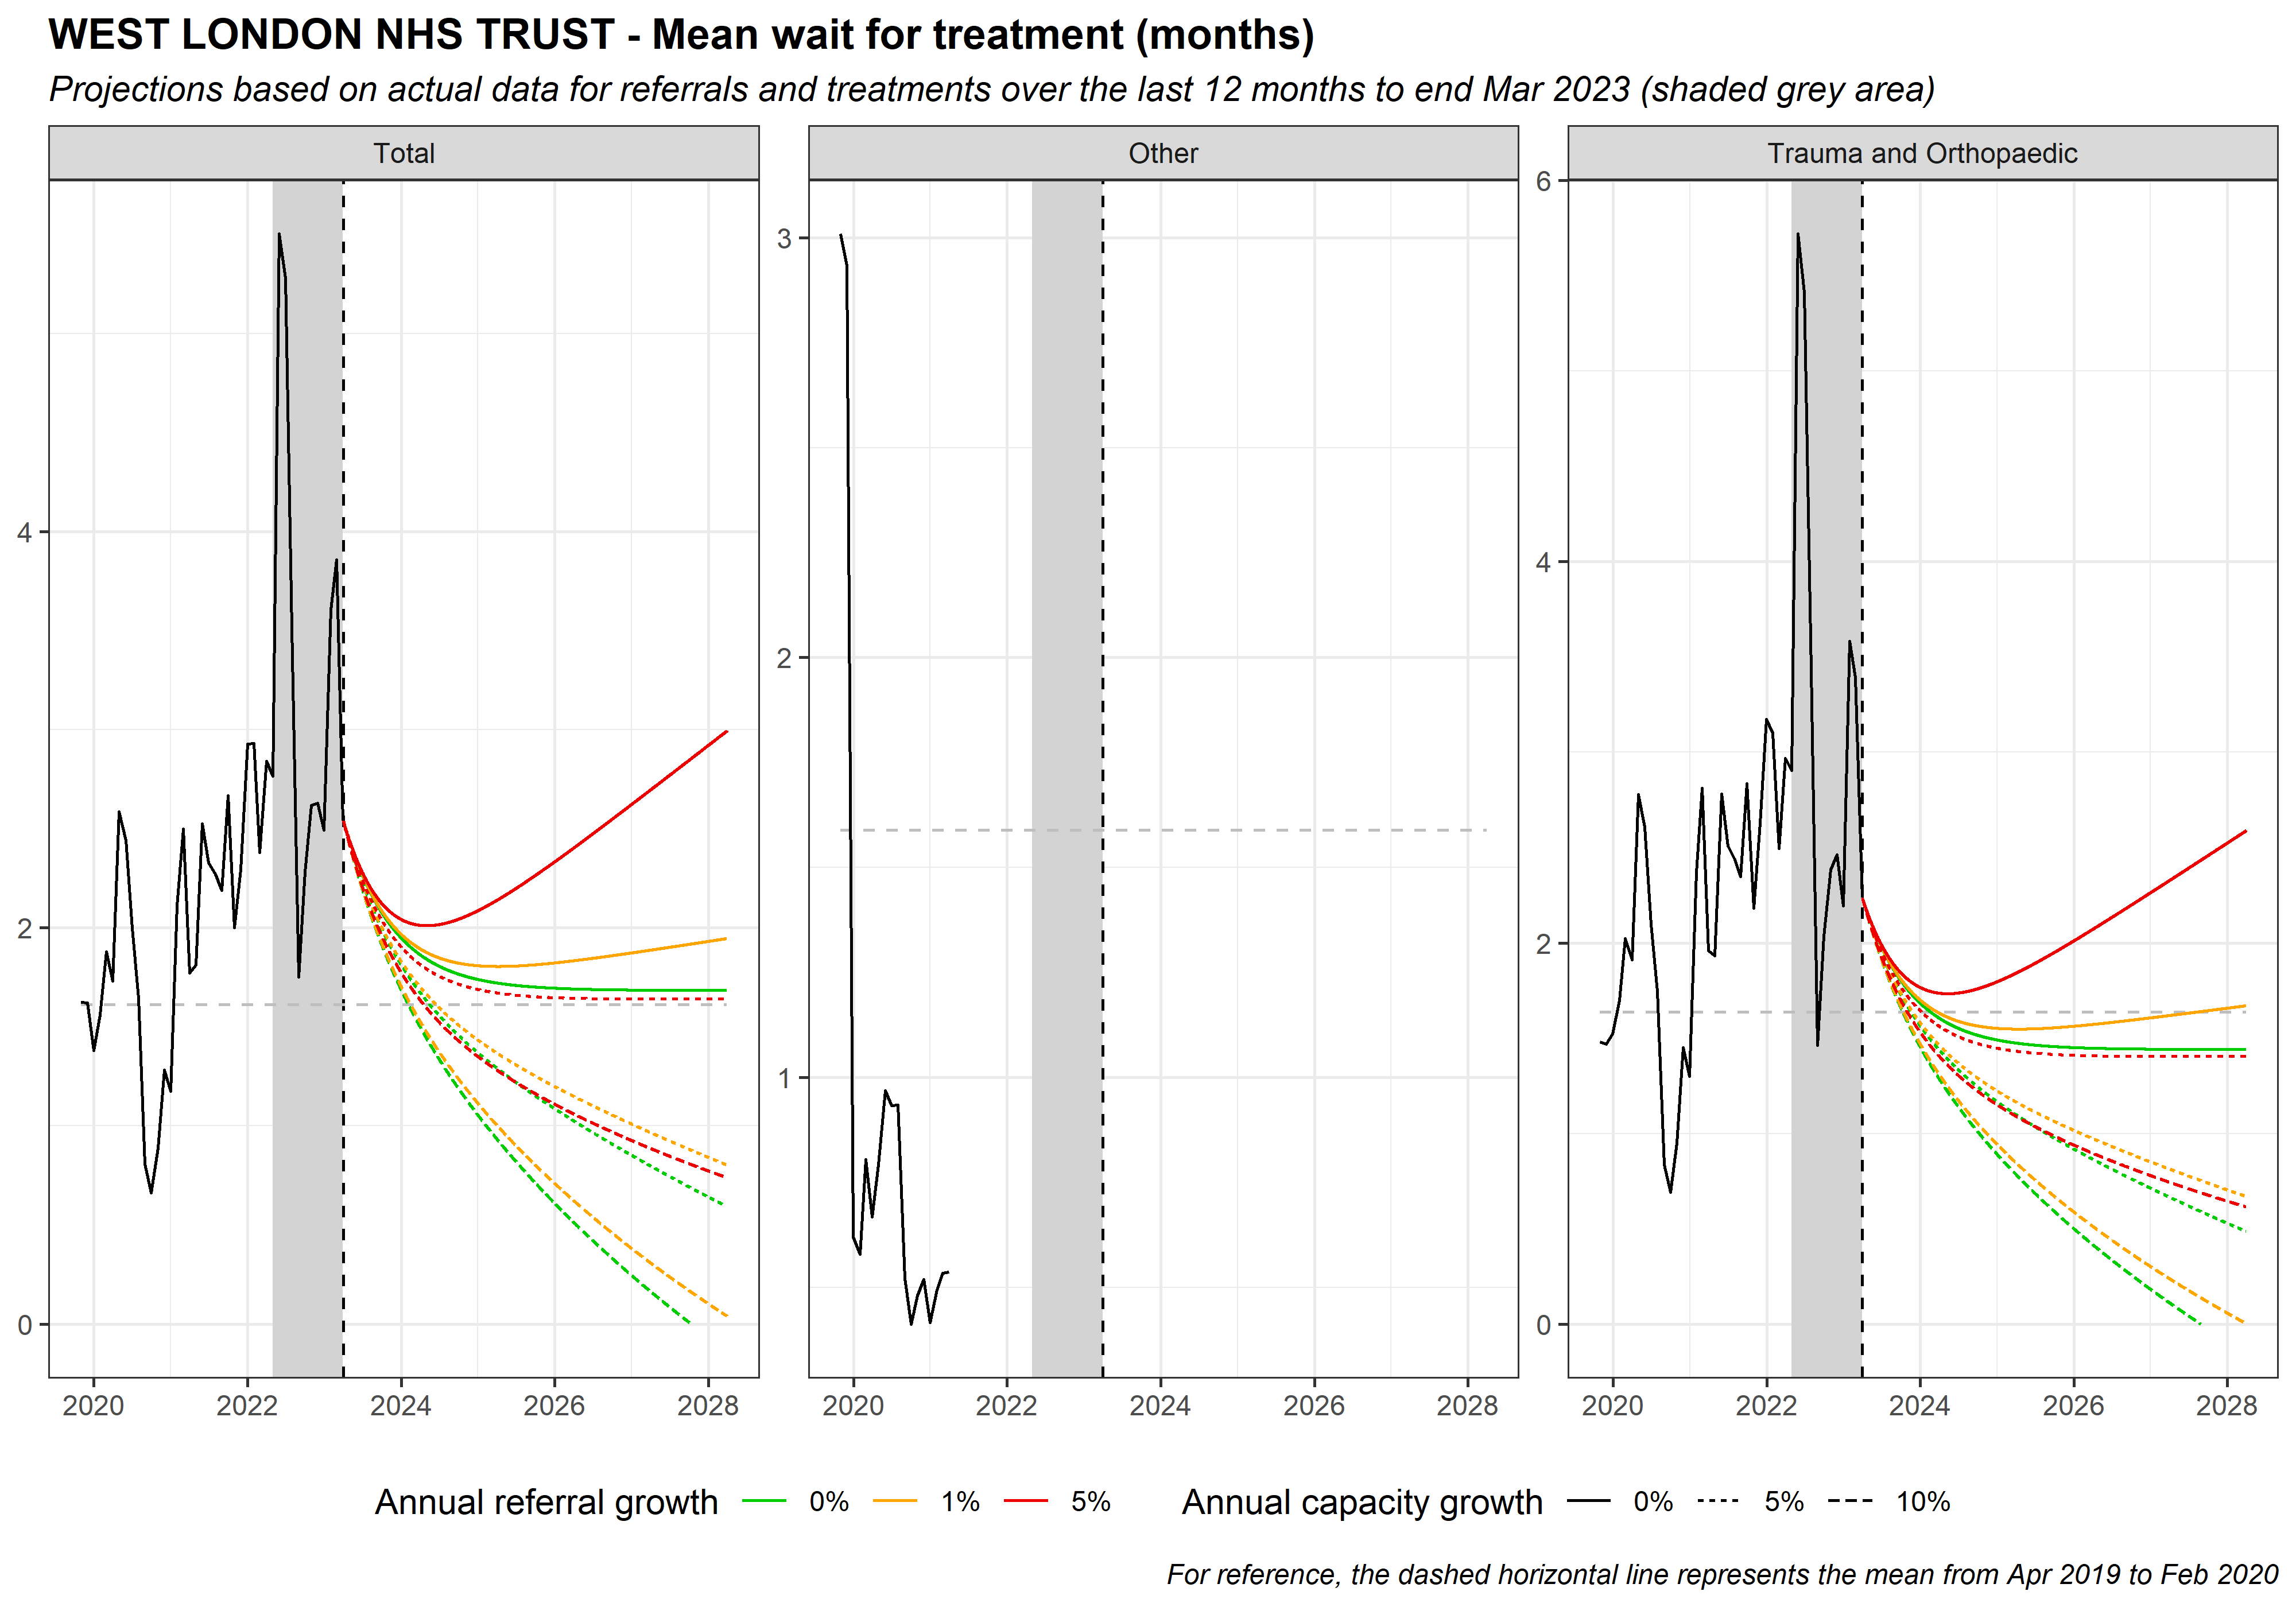 WEST LONDON NHS TRUST - Mean wait for treatment (months)
Projections based on actual data for referrals and treatments over the last 12 months to end Mar 2023 (shaded grey area)
Total
Other
Trauma and Orthopaedic
4
2
0
3
2
1
6
4
2
0
2020 2022 2024 2026 2028
2020 2022 2024 2026 2028
2020 2022 2024 2026 2028
Annual referral growth 0% 1% 5%
Annual capacity growth 0% 5% 10%
For reference, the dashed horizontal line represents the mean from Apr 2019 to Feb 2020